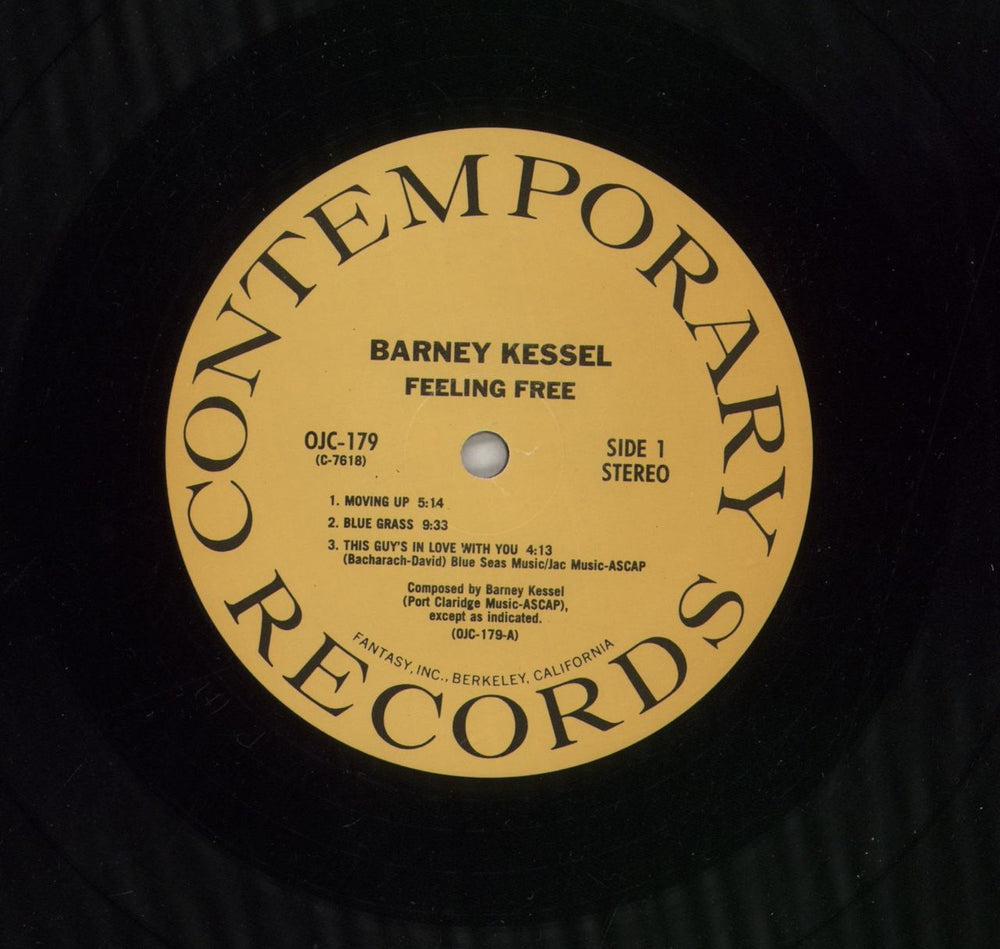 CONTEMPORARY
BARNEY KESSEL
FEELING FREE
OJC-179
(C-7618)
SIDE 1
STEREO
1. MOVING UP 5:14
2. BLUE GRASS 9:33
3. THIS GUY'S IN LOVE WITH YOU 4:13
(Bacharach-David) Blue Seas Music/Jac Music-ASCAP
Composed by Barney Kessel
(Port Claridge Music-ASCAP),
except as indicated.
(OJC-179-A)
FANTASY, INC., BERKELEY, CALIFORNIA
RECORDS